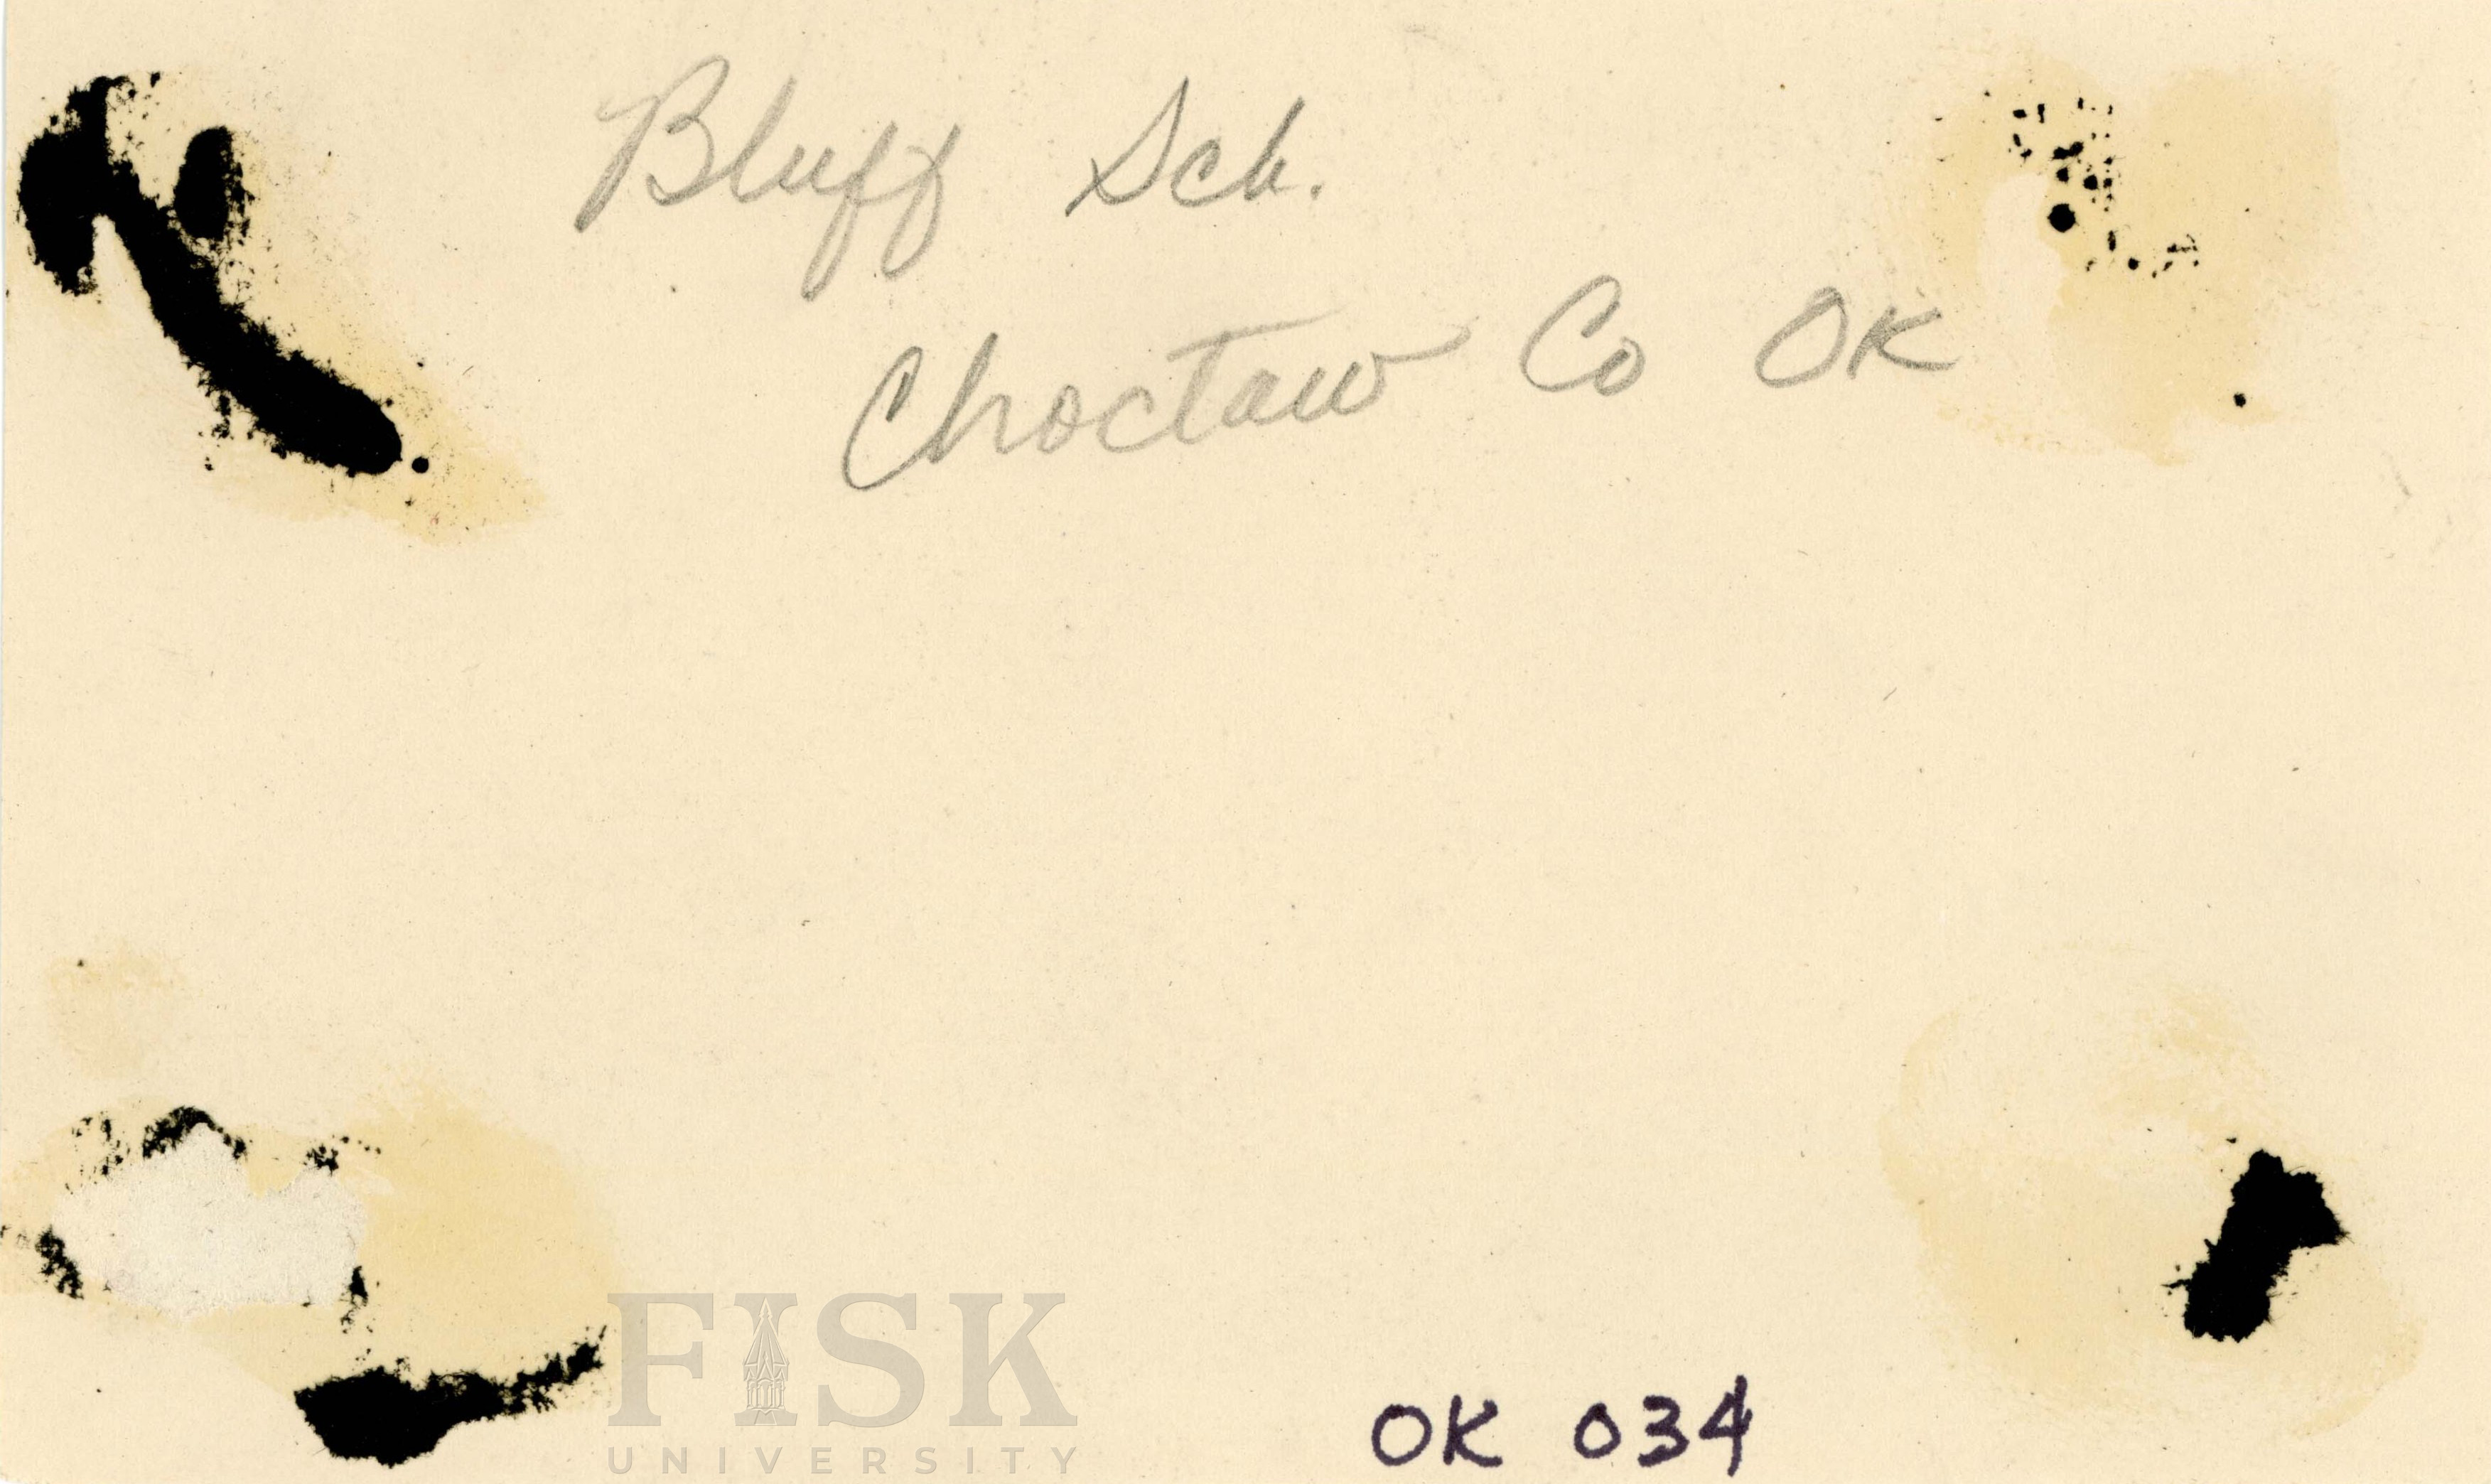 Bluff Sch.
Choctaw Co OK
FISK
UNIVERSITY
OK 034